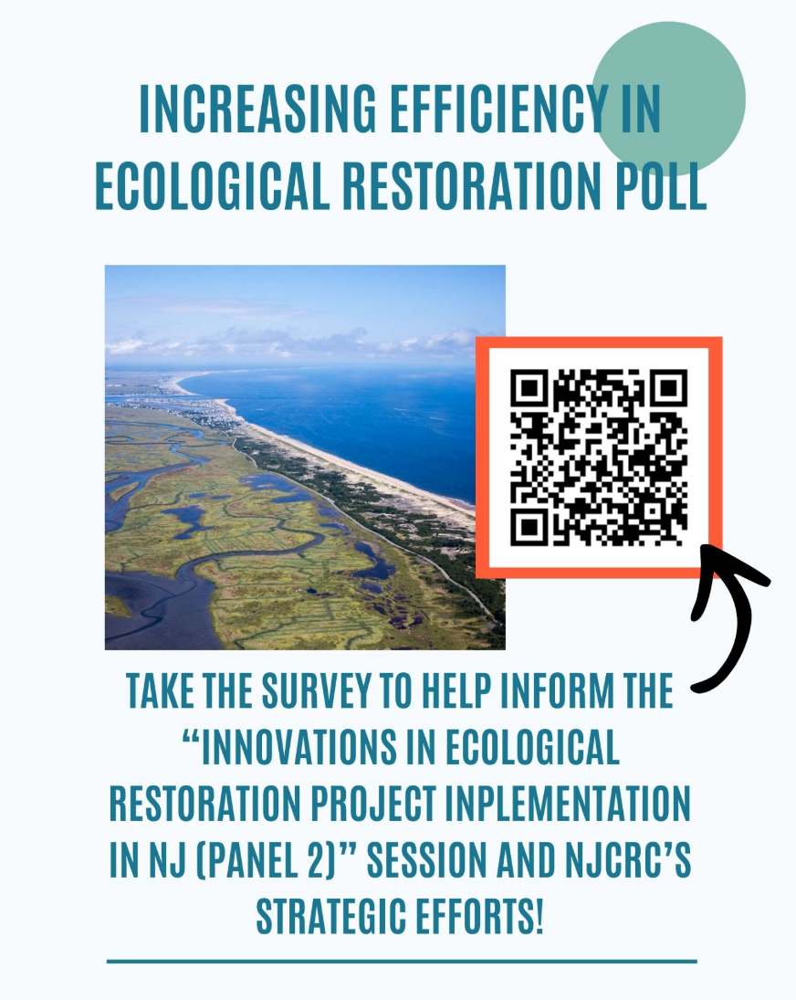 INCREASING EFFICIENCY IN
ECOLOGICAL RESTORATION POLL
TAKE THE SURVEY TO HELP INFORM THE
“INNOVATIONS IN ECOLOGICAL
RESTORATION PROJECT INPLEMENTATION
IN NJ (PANEL 2)” SESSION AND NJCRC’S
STRATEGIC EFFORTS!